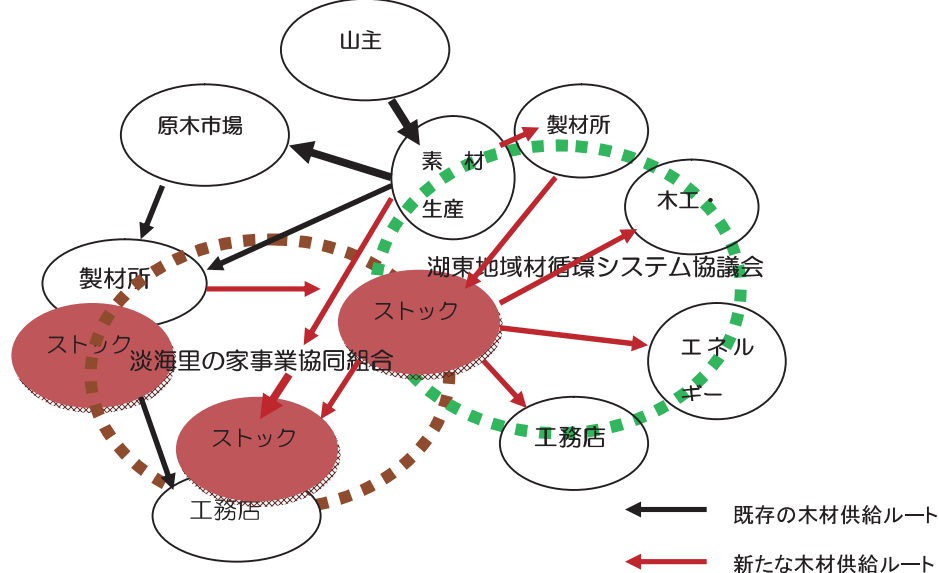 山主
原木市場
製材所
素　材
生産
木工・
湖東地域材循環システム協議会
製材所
ストック
ストック
淡海里の家事業協同組合
エネル
ギー
ストック
工務店
工務店
既存の木材供給ルート
新たな木材供給ルート